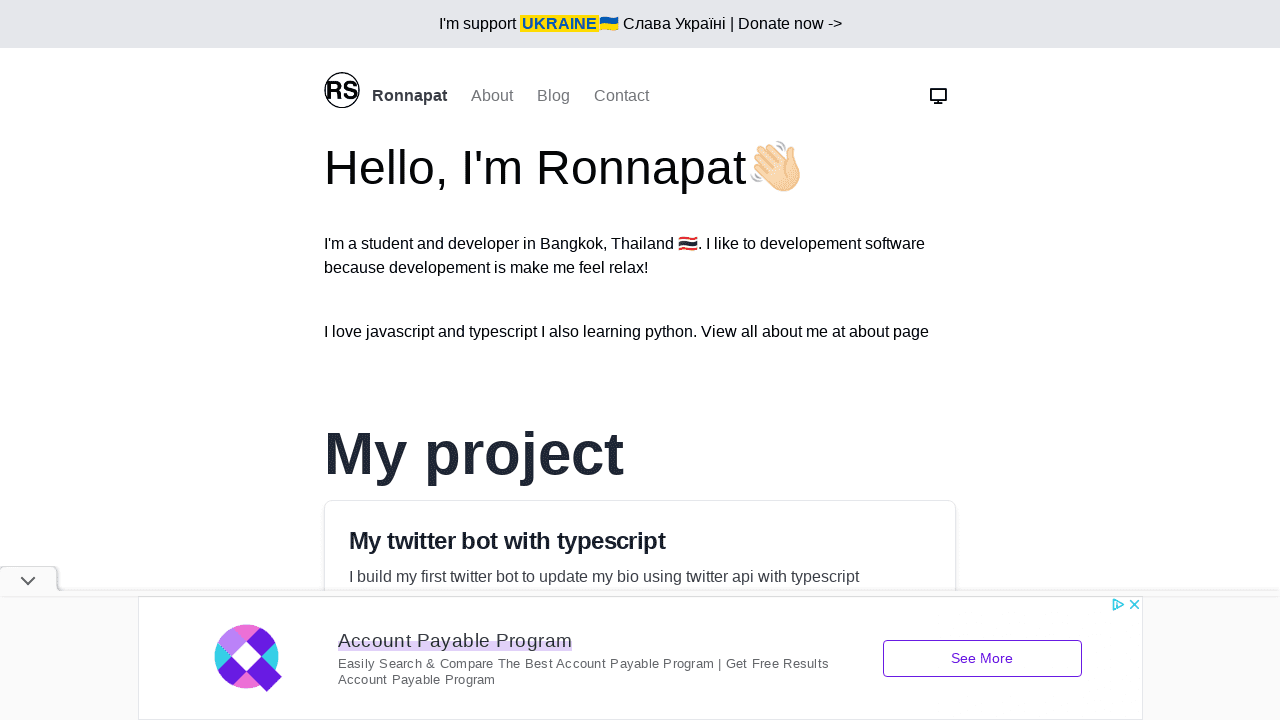 I'm support UKRAINE🇺🇦 Слава Україні | Donate now ->
RS Ronnapat About Blog Contact
Hello, I'm Ronnapat👋🏻
I'm a student and developer in Bangkok, Thailand 🇹🇭. I like to developement software
because developement is make me feel relax!
I love javascript and typescript I also learning python. View all about me at about page
My project
My twitter bot with typescript
I build my first twitter bot to update my bio using twitter api with typescript
Account Payable Program
Easily Search & Compare The Best Account Payable Program | Get Free Results
Account Payable Program
See More